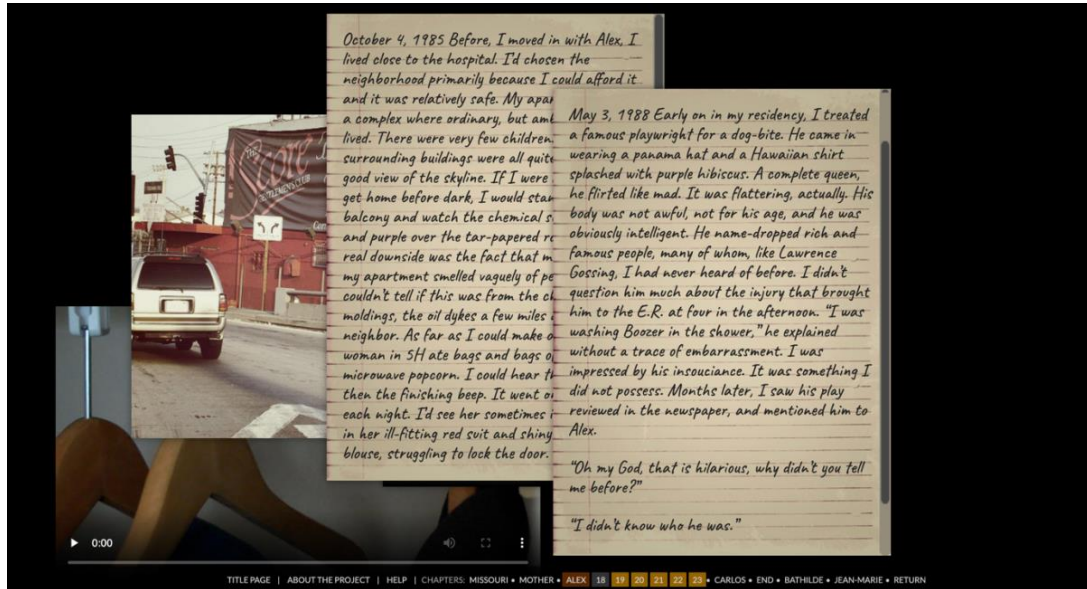 October 4, 1985 Before, I moved in with Alex, I
lived close to the hospital. I'd chosen the
neighborhood primarily because I could afford it
and it was relatively safe. My
a complex where ordinary, but
lived. There were very few children.
surrounding buildings were all quite
good view of the skyline. If I were
get home before dark, I would
balcony and watch the chemical
and purple over the tar-papered
real downside was the fact that
my apartment smelled vaguely of
couldn't tell if this was from the
moldings, the oil dykes a few miles
neighbor. As far as I could make
woman in 5H ate bags and bags
microwave popcorn. I could hear
then the finishing beep. It went
each night. I'd see her sometimes
in her ill-fitting red suit and shiny
blouse, struggling to lock the door.
May 3, 1988 Early on in my residency, I treated
a famous playwright for a dog-bite. He came in
wearing a panama hat and a Hawaiian shirt
splashed with purple hibiscus. A complete queen,
he flirted like mad. It was flattering, actually. His
body was not awful, not for his age, and he was
obviously intelligent. He name-dropped rich and
famous people, many of whom, like Lawrence
Gossing, I had never heard of before. I didn't
question him much about the injury that brought
him to the E.R. at four in the afternoon. "I was
washing Boozer in the shower," he explained
without a trace of embarrassment. I was
impressed by his insouciance. It was something I
did not possess. Months later, I saw his play
reviewed in the newspaper, and mentioned him to
Alex.
"Oh my God, that is hilarious, why didn't you tell
me before?"
"I didn't know who he was."
THE
Score
0:00
TITLE PAGE | ABOUT THE PROJECT | HELP | CHAPTERS: MISSOURI • MOTHER • ALEX 18 19 20 21 22 23 • CARLOS • END • BATHILDE • JEAN-MARIE • RETURN